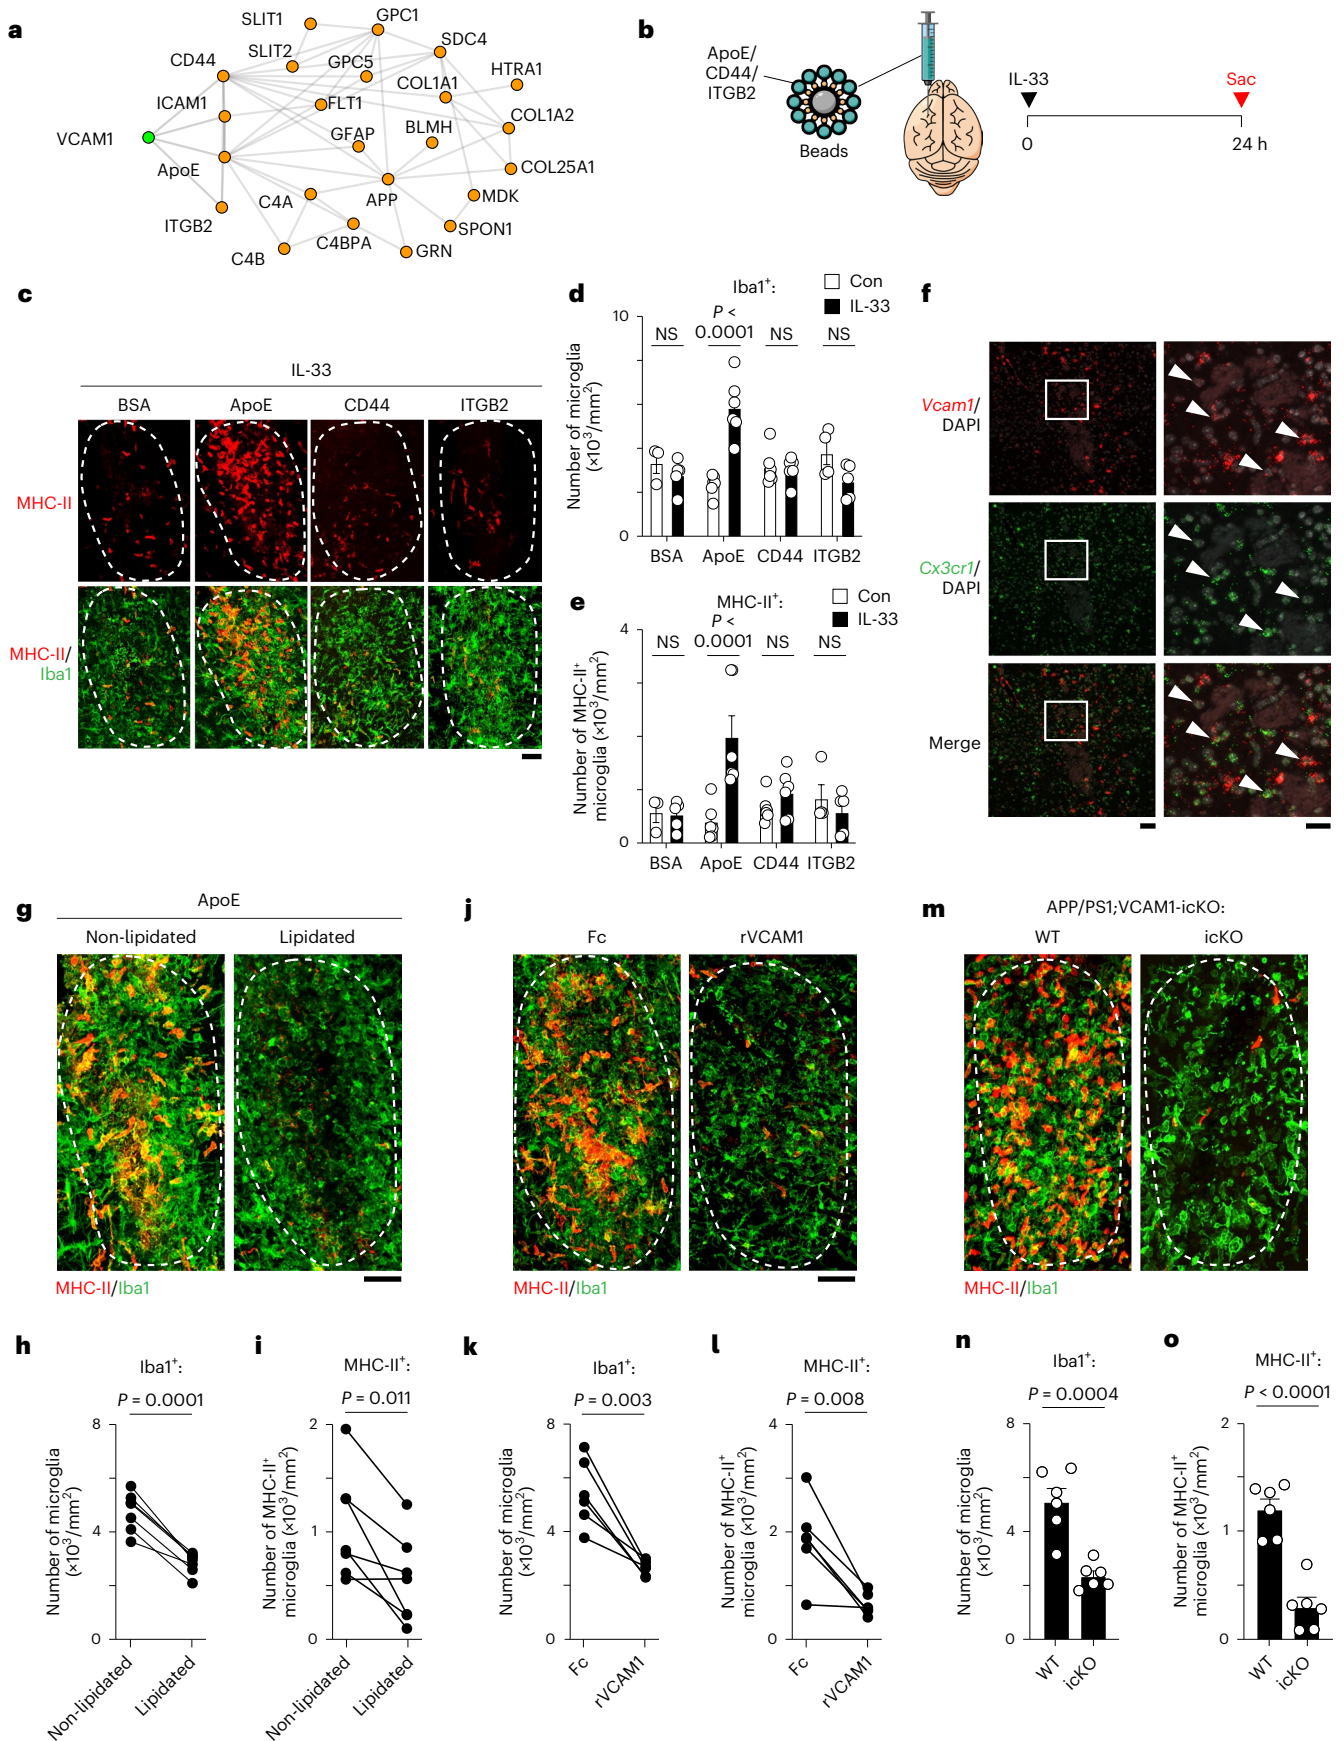 a
SLIT1
GPC1
SLIT2
SDC4
CD44
GPC5
HTRA1
COL1A1
ICAM1
FLT1
COL1A2
VCAM1
GFAP
BLMH
ApoE
COL25A1
C4A
APP
MDK
ITGB2
C4BPA
SPON1
C4B
GRN
b
ApoE/
CD44/
ITGB2
Beads
IL-33
Sac
0
24 h
c
IL-33
BSA
ApoE
CD44
ITGB2
MHC-II
MHC-II/
Iba1
d
Iba1⁺:
Con
IL-33
NS
P <
0.0001
NS
NS
Number of microglia
(×10³/mm²)
10
0
BSA
ApoE
CD44
ITGB2
e
MHC-II⁺:
Con
IL-33
NS
P <
0.0001
NS
NS
Number of MHC-II⁺
microglia (×10³/mm²)
4
0
BSA
ApoE
CD44
ITGB2
f
Vcam1/
DAPI
Cx3cr1/
DAPI
Merge
g
ApoE
Non-lipidated
Lipidated
MHC-II/Iba1
j
Fc
rVCAM1
MHC-II/Iba1
m
APP/PS1;VCAM1-icKO:
WT
icKO
MHC-II/Iba1
h
Iba1⁺:
P = 0.0001
Number of microglia
(×10³/mm²)
8
4
0
Non-lipidated
Lipidated
i
MHC-II⁺:
P = 0.011
Number of MHC-II⁺
microglia (×10³/mm²)
2
1
0
Non-lipidated
Lipidated
k
Iba1⁺:
P = 0.003
Number of microglia
(×10³/mm²)
8
4
0
Fc
rVCAM1
l
MHC-II⁺:
P = 0.008
Number of MHC-II⁺
microglia (×10³/mm²)
4
2
0
Fc
rVCAM1
n
Iba1⁺:
P = 0.0004
Number of microglia
(×10³/mm²)
8
4
0
WT
icKO
o
MHC-II⁺:
P < 0.0001
Number of MHC-II⁺
microglia (×10³/mm²)
2
1
0
WT
icKO